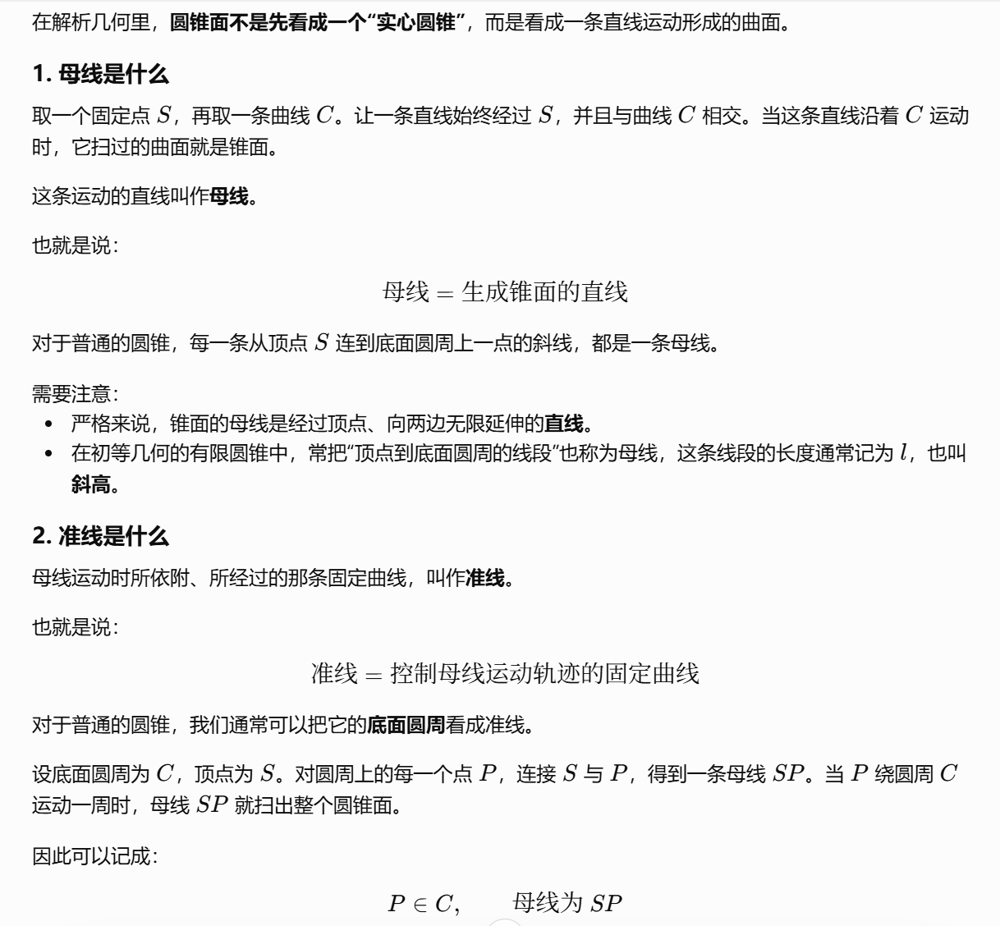 在解析几何里，圆锥面不是先看成一个“实心圆锥”，而是看成一条直线运动形成的曲面。
1. 母线是什么
取一个固定点 S，再取一条曲线 C。让一条直线始终经过 S，并且与曲线 C 相交。当这条直线沿着 C 运动
时，它扫过的曲面就是锥面。
这条运动的直线叫作母线。
也就是说：
母线 = 生成锥面的直线
对于普通的圆锥，每一条从顶点 S 连到底面圆周上一点的斜线，都是一条母线。
需要注意：
• 严格来说，锥面的母线是经过顶点、向两边无限延伸的直线。
• 在初等几何的有限圆锥中，常把“顶点到底面圆周的线段”也称为母线，这条线段的长度通常记为 l，也叫
斜高。
2. 准线是什么
母线运动时所依附、所经过的那条固定曲线，叫作准线。
也就是说：
准线 = 控制母线运动轨迹的固定曲线
对于普通的圆锥，我们通常可以把它的底面圆周看成准线。
设底面圆周为 C，顶点为 S。对圆周上的每一个点 P，连接 S 与 P，得到一条母线 SP。当 P 绕圆周 C
运动一周时，母线 SP 就扫出整个圆锥面。
因此可以记成：
P ∈ C, 母线为 SP